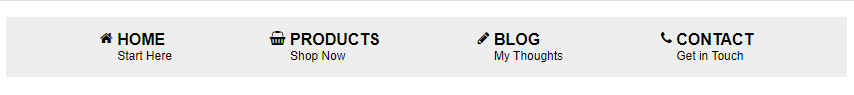 HOME PRODUCTS BLOG CONTACT
Start Here Shop Now My Thoughts Get in Touch